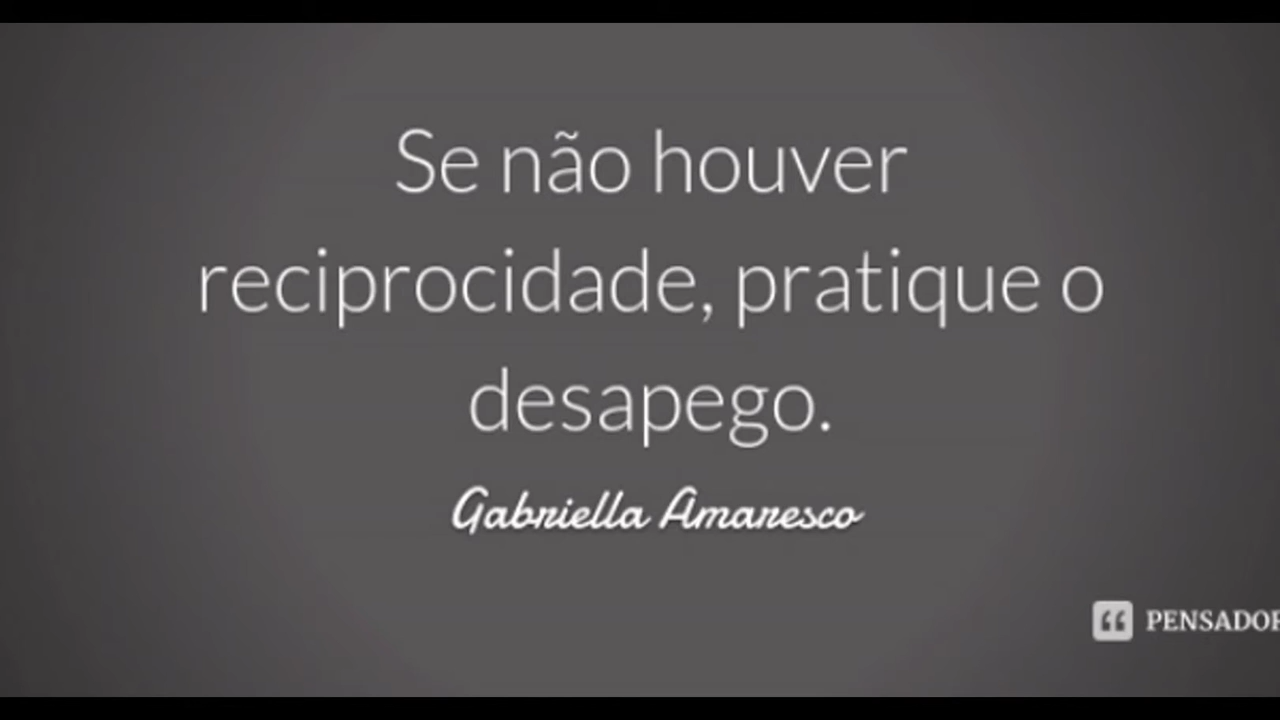 Se não houver
reciprocidade, pratique o
desapego.
Gabriella Amaresco
PENSADOR